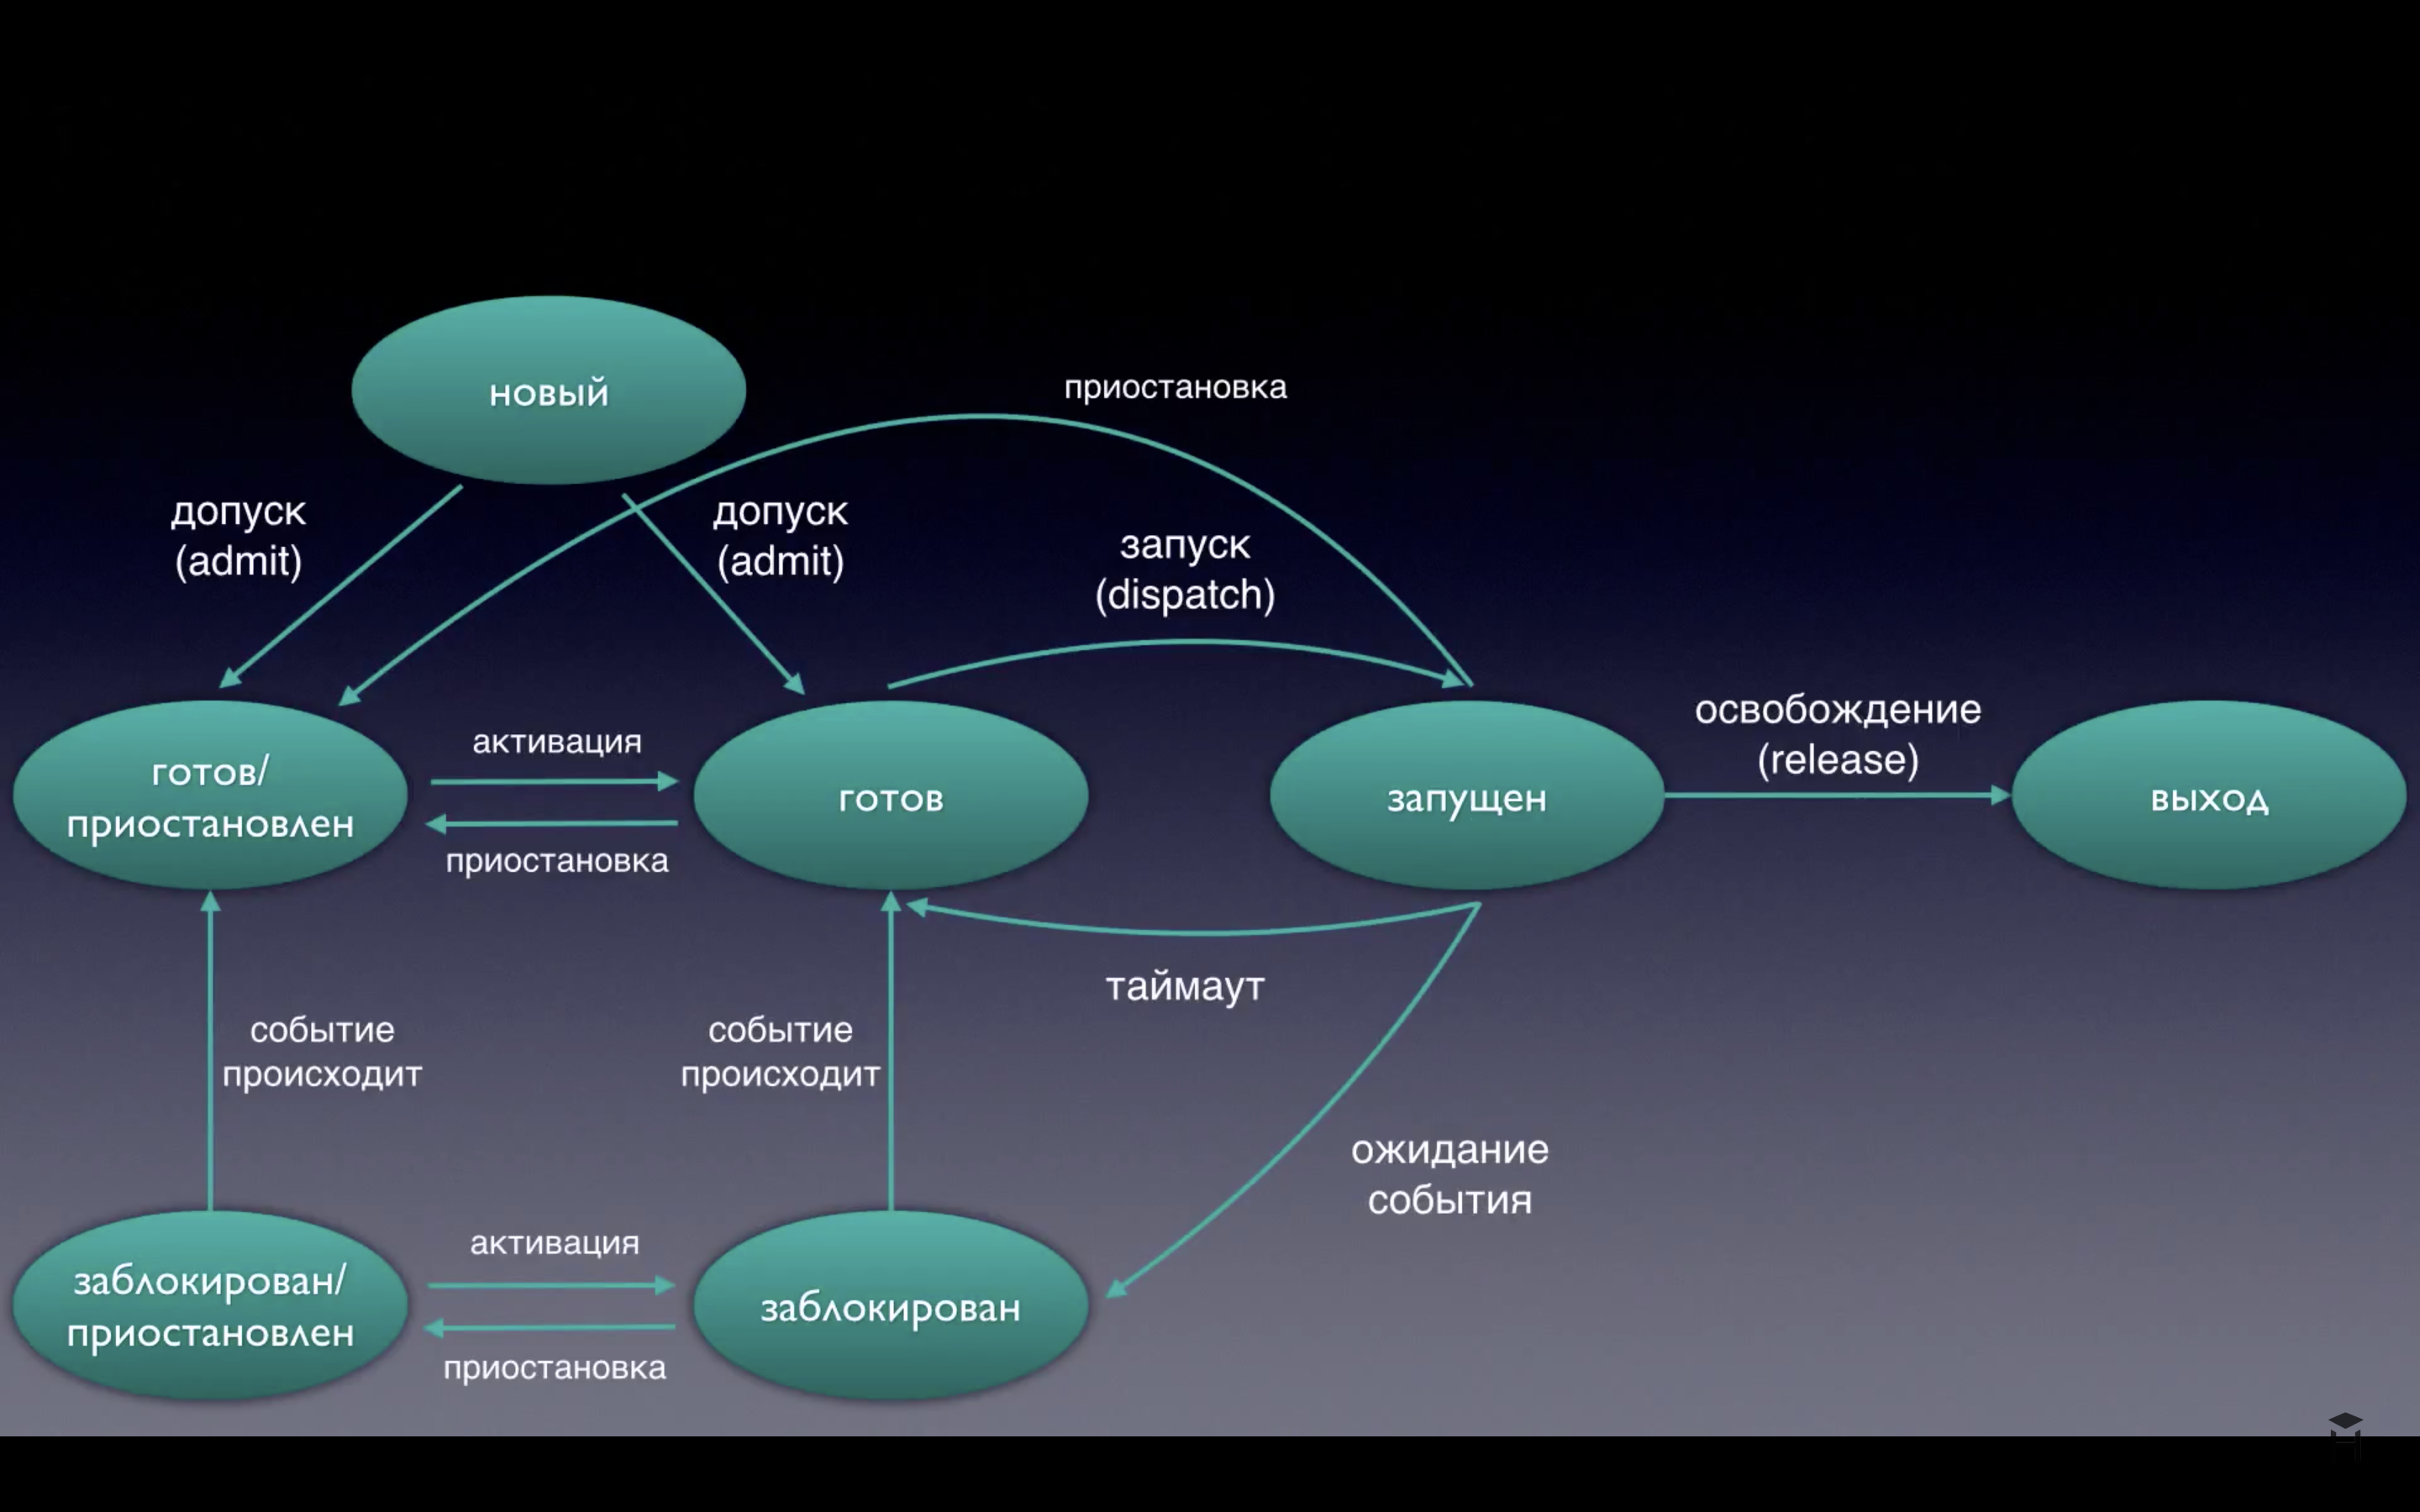 новый
приостановка
допуск
(admit)
допуск
(admit)
запуск
(dispatch)
готов/
приостановлен
активация
приостановка
готов
запущен
освобождение
(release)
выход
таймаут
событие
происходит
событие
происходит
ожидание
события
заблокирован/
приостановлен
активация
приостановка
заблокирован